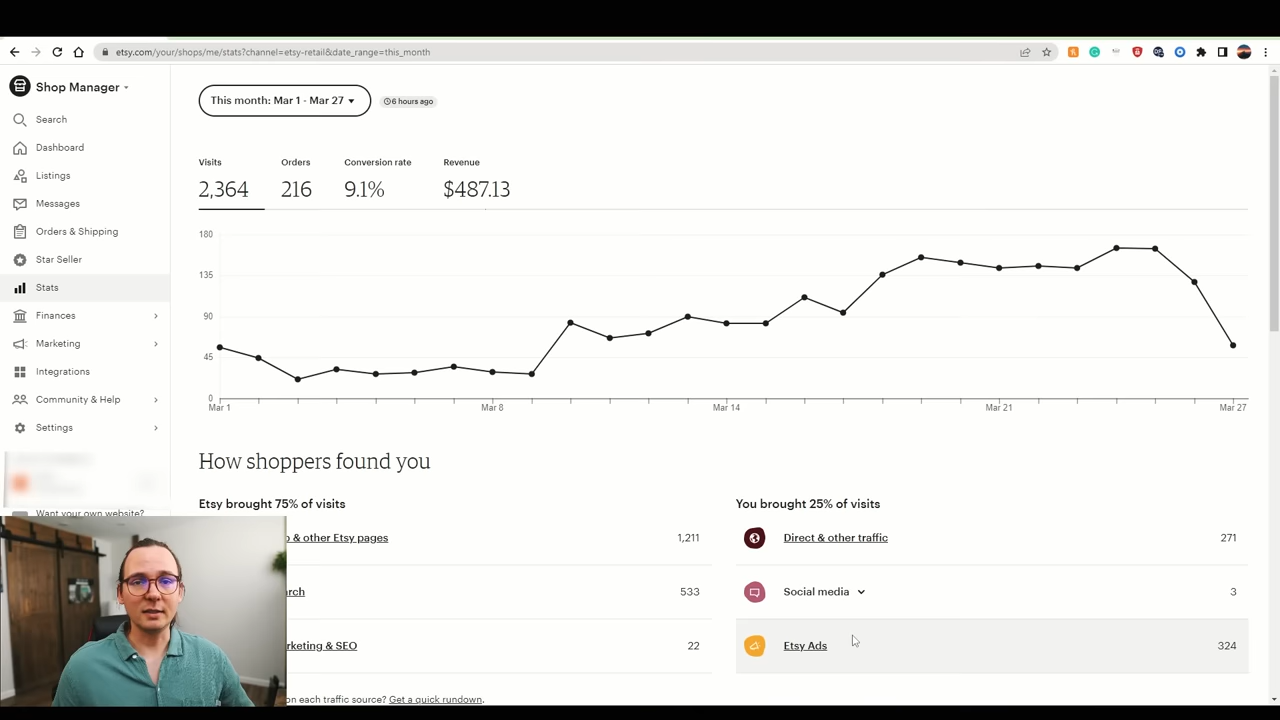 etsy.com/your/shops/me/stats?channel=etsy-retail&date_range=this_month
Shop Manager
Search
Dashboard
Listings
Messages
Orders & Shipping
Star Seller
Stats
Finances
Marketing
Integrations
Community & Help
Settings
Want your own website?
This month: Mar 1 - Mar 27
6 hours ago
Visits Orders Conversion rate Revenue
2,364 216 9.1% $487.13
180
135
90
45
0
Mar 1 Mar 8 Mar 14 Mar 21 Mar 27
How shoppers found you
Etsy brought 75% of visits
& other Etsy pages 1,211
533
& SEO 22
on each traffic source? Get a quick rundown.
You brought 25% of visits
Direct & other traffic 271
Social media 3
Etsy Ads 324